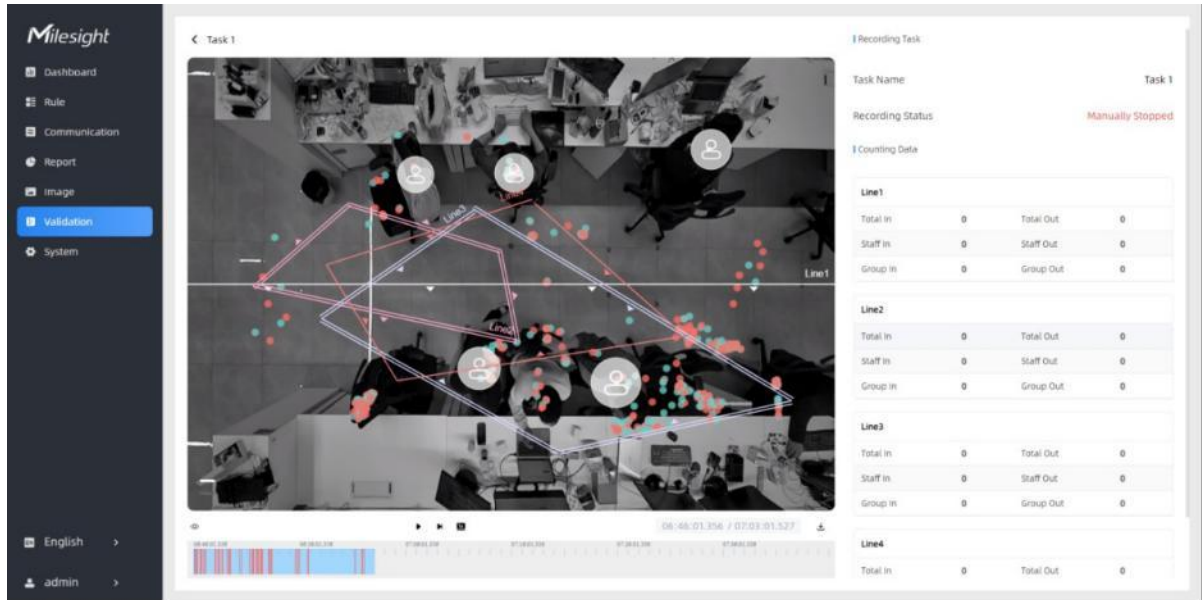 Milesight
Dashboard
Rule
Communication
Report
Image
Validation
System
English
admin
Task 1
Line1
Line2
Line3
Line4
06:46:01.356 / 07:03:01.527
Recording Task
Task Name Task 1
Recording Status Manually Stopped
Counting Data
Line1
Total In 0 Total Out 0
Staff In 0 Staff Out 0
Group In 0 Group Out 0
Line2
Total In 0 Total Out 0
Staff In 0 Staff Out 0
Group In 0 Group Out 0
Line3
Total In 0 Total Out 0
Staff In 0 Staff Out 0
Group In 0 Group Out 0
Line4
Total In 0 Total Out 0